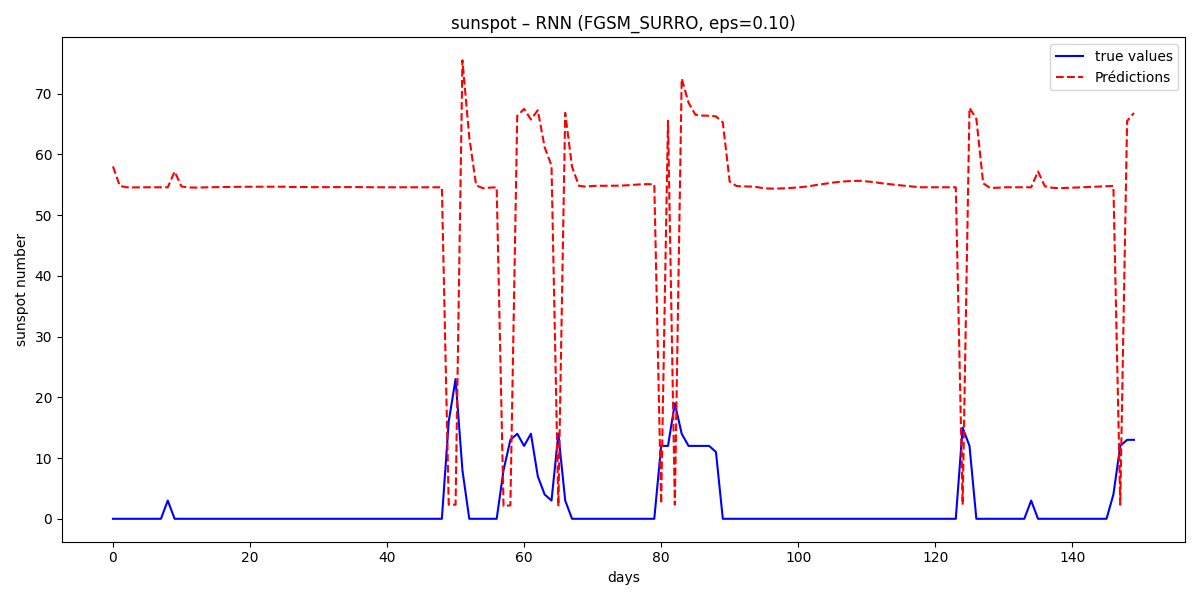 sunspot – RNN (FGSM_SURRO, eps=0.10)
true values
Prédictions
sunspot number
70
60
50
40
30
20
10
0
0 20 40 60 80 100 120 140
days